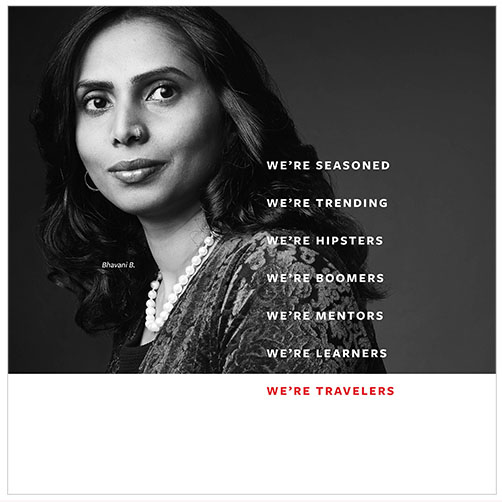 WE'RE SEASONED
WE'RE TRENDING
WE'RE HIPSTERS
Bhavani B.
WE'RE BOOMERS
WE'RE MENTORS
WE'RE LEARNERS
WE'RE TRAVELERS